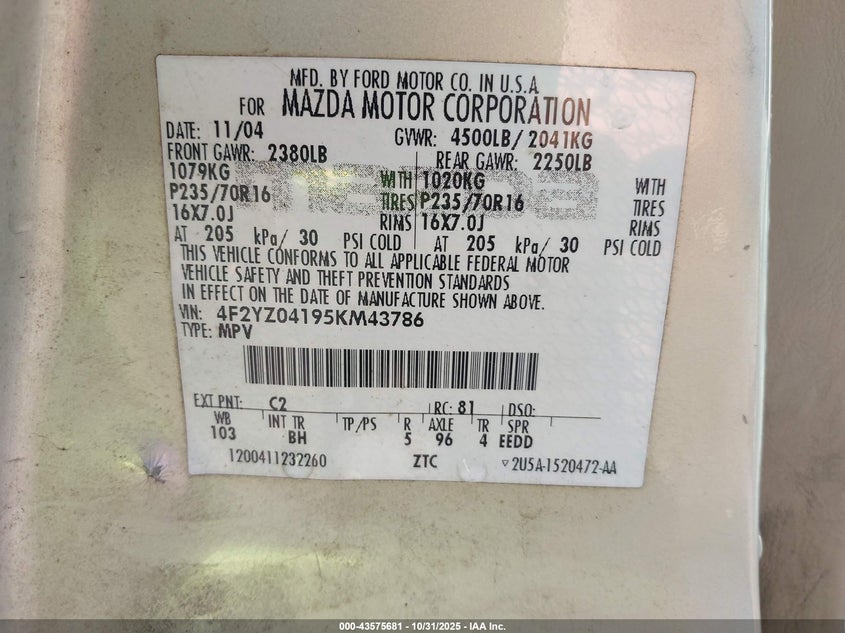 MFD. BY FORD MOTOR CO. IN U.S.A
FOR MAZDA MOTOR CORPORATION
DATE: 11/04 GVWR: 4500LB/ 2041KG
FRONT GAWR: 2380LB REAR GAWR: 2250LB
1079KG WITH 1020KG WITH
P235/70R16 TIRES P235/70R16 TIRES
16X7.0J RIMS 16X7.0J RIMS
AT 205 kPa/ 30 PSI COLD AT 205 kPa/ 30 PSI COLD
THIS VEHICLE CONFORMS TO ALL APPLICABLE FEDERAL MOTOR
VEHICLE SAFETY AND THEFT PREVENTION STANDARDS
IN EFFECT ON THE DATE OF MANUFACTURE SHOWN ABOVE.
VIN: 4F2YZ04195KM43786
TYPE: MPV
EXT PNT: C2 RC: 81 DSO:
WB INT TR TP/PS R AXLE TR SPR
103 BH 5 96 4 EEDD
1200411232260 ZTC ▽2U5A-1520472-AA
000-43575681 - 10/31/2025 - IAA Inc.